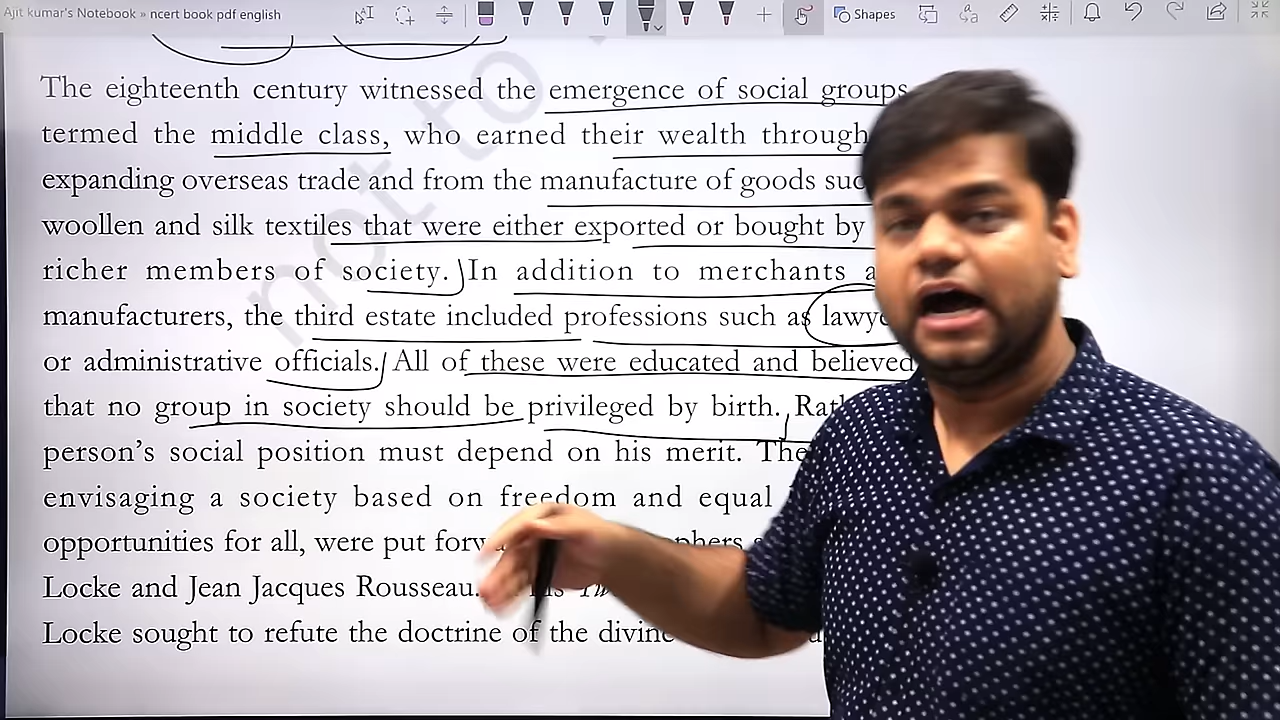 Ajit kumar's Notebook » ncert book pdf english
Shapes
The eighteenth century witnessed the emergence of social groups,
termed the middle class, who earned their wealth through
expanding overseas trade and from the manufacture of goods
woollen and silk textiles that were either exported or bought by
richer members of society. In addition to merchants
manufacturers, the third estate included professions such as
or administrative officials. All of these were educated and believed
that no group in society should be privileged by birth.
person's social position must depend on his merit.
envisaging a society based on freedom and equal
opportunities for all, were put
Locke and Jean Jacques Rousseau.
Locke sought to refute the doctrine of the
not to